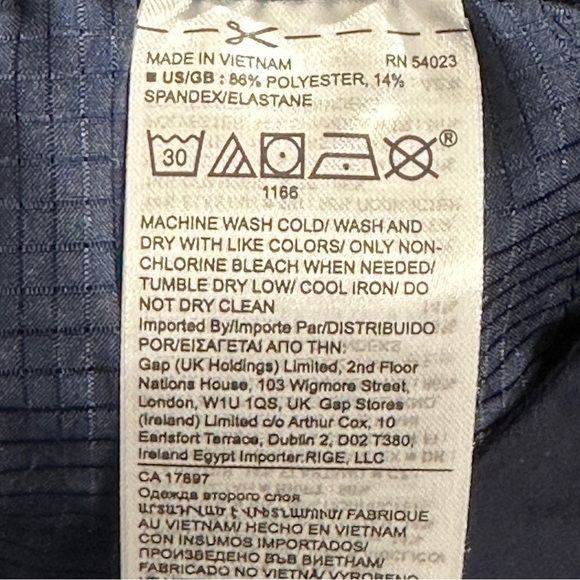 MADE IN VIETNAM RN 54023
■ US/GB : 86% POLYESTER, 14%
SPANDEX/ELASTANE
30 ®
1166
MACHINE WASH COLD/ WASH AND
DRY WITH LIKE COLORS/ ONLY NON-
CHLORINE BLEACH WHEN NEEDED/
TUMBLE DRY LOW/ COOL IRON/ DO
NOT DRY CLEAN
Imported By/Importe Par/DISTRIBUIDO
POR/ΕΙΣΑΓΕΤΑΙ ΑΠΟ ΤΗΝ:
Gap (UK Holdings) Limited, 2nd Floor
Nations House, 103 Wigmore Street,
London, W1U 1QS, UK Gap Stores
(Ireland) Limited c/o Arthur Cox, 10
Earlsfort Terrace, Dublin 2, D02 T380,
Ireland Egypt Importer:RIGE, LLC
CA 17897
Одежда второго слоя
FABRIQUE
AU VIETNAM/ HECHO EN VIETNAM
CON INSUMOS IMPORTADOS/
ПРОИЗВЕДЕНО ВЪВ ВИЕТНАМ/
FABRICADO NO VIETNÃ/ VYROBENO